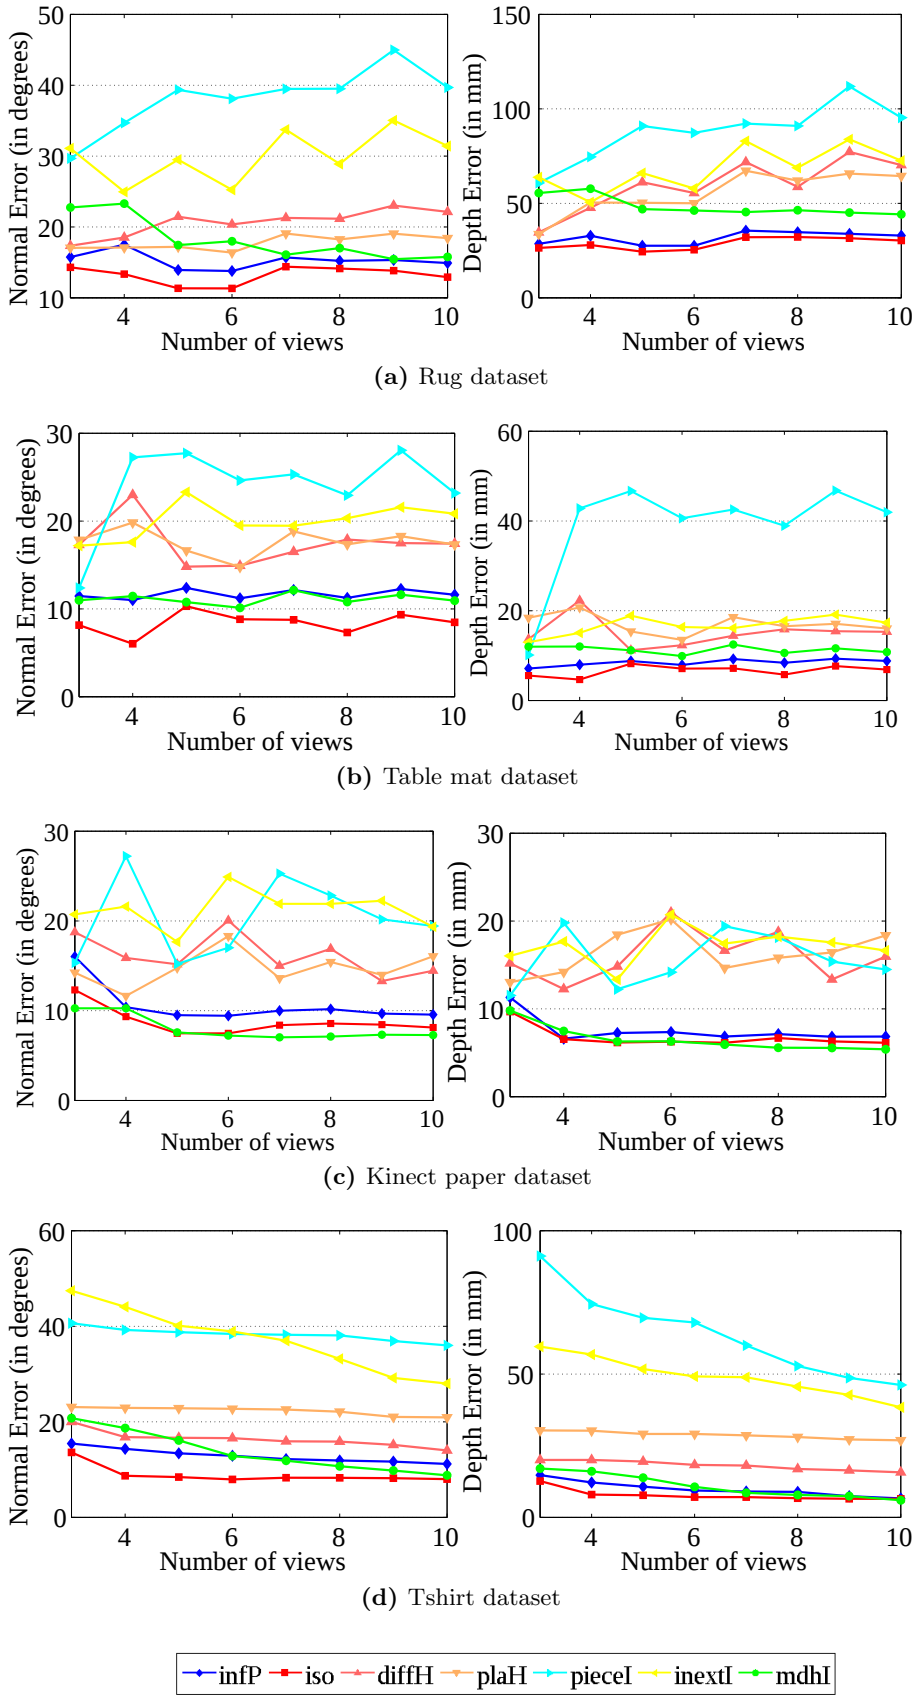 Normal Error (in degrees)
50
40
30
20
10
4 6 8 10
Number of views
Depth Error (in mm)
150
100
50
0
4 6 8 10
Number of views
(a) Rug dataset
Normal Error (in degrees)
30
20
10
0
4 6 8 10
Number of views
Depth Error (in mm)
60
40
20
0
4 6 8 10
Number of views
(b) Table mat dataset
Normal Error (in degrees)
30
20
10
0
4 6 8 10
Number of views
Depth Error (in mm)
30
20
10
0
4 6 8 10
Number of views
(c) Kinect paper dataset
Normal Error (in degrees)
60
40
20
0
4 6 8 10
Number of views
Depth Error (in mm)
100
50
0
4 6 8 10
Number of views
(d) Tshirt dataset
infP iso diffH plaH pieceI inextI mdhI